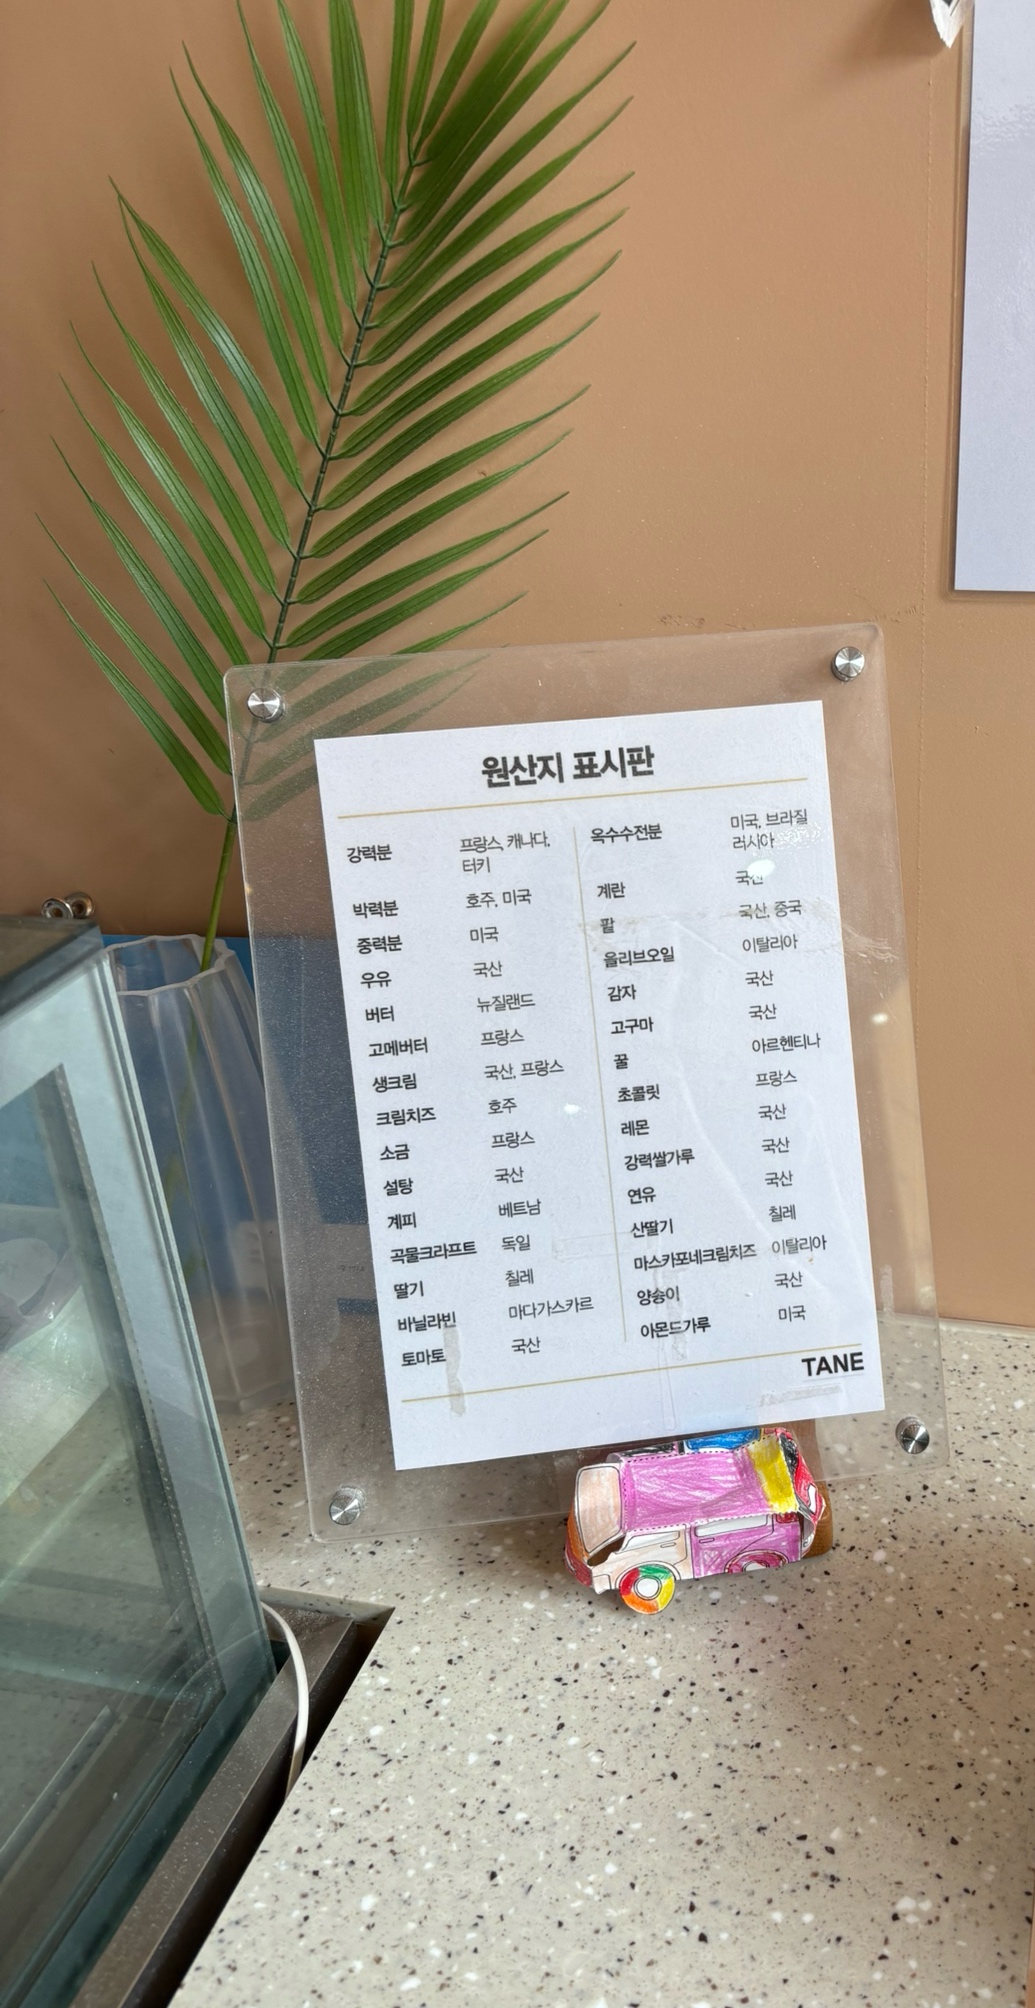 원산지 표시판
강력분 프랑스, 캐나다,
터키
박력분 호주, 미국
중력분 미국
우유 국산
버터 뉴질랜드
고메버터 프랑스
생크림 국산, 프랑스
크림치즈 호주
소금 프랑스
설탕 국산
계피 베트남
곡물크라프트 독일
딸기 칠레
바닐라빈 마다가스카르
토마토 국산
옥수수전분 미국, 브라질
러시아
계란 국산
팥 국산, 중국
올리브오일 이탈리아
감자 국산
고구마 국산
꿀 아르헨티나
초콜릿 프랑스
레몬 국산
강력쌀가루 국산
연유 국산
산딸기 칠레
마스카포네크림치즈 이탈리아
양송이 국산
아몬드가루 미국
TANE